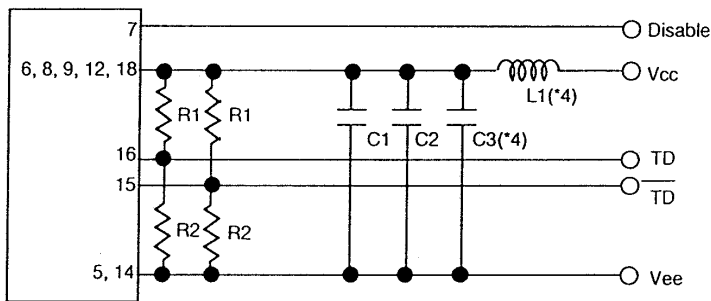 7
Disable
6, 8, 9, 12, 18
Vcc
R1
R1
L1(*4)
C1
C2
C3(*4)
16
TD
15
TD
R2
R2
5, 14
Vee